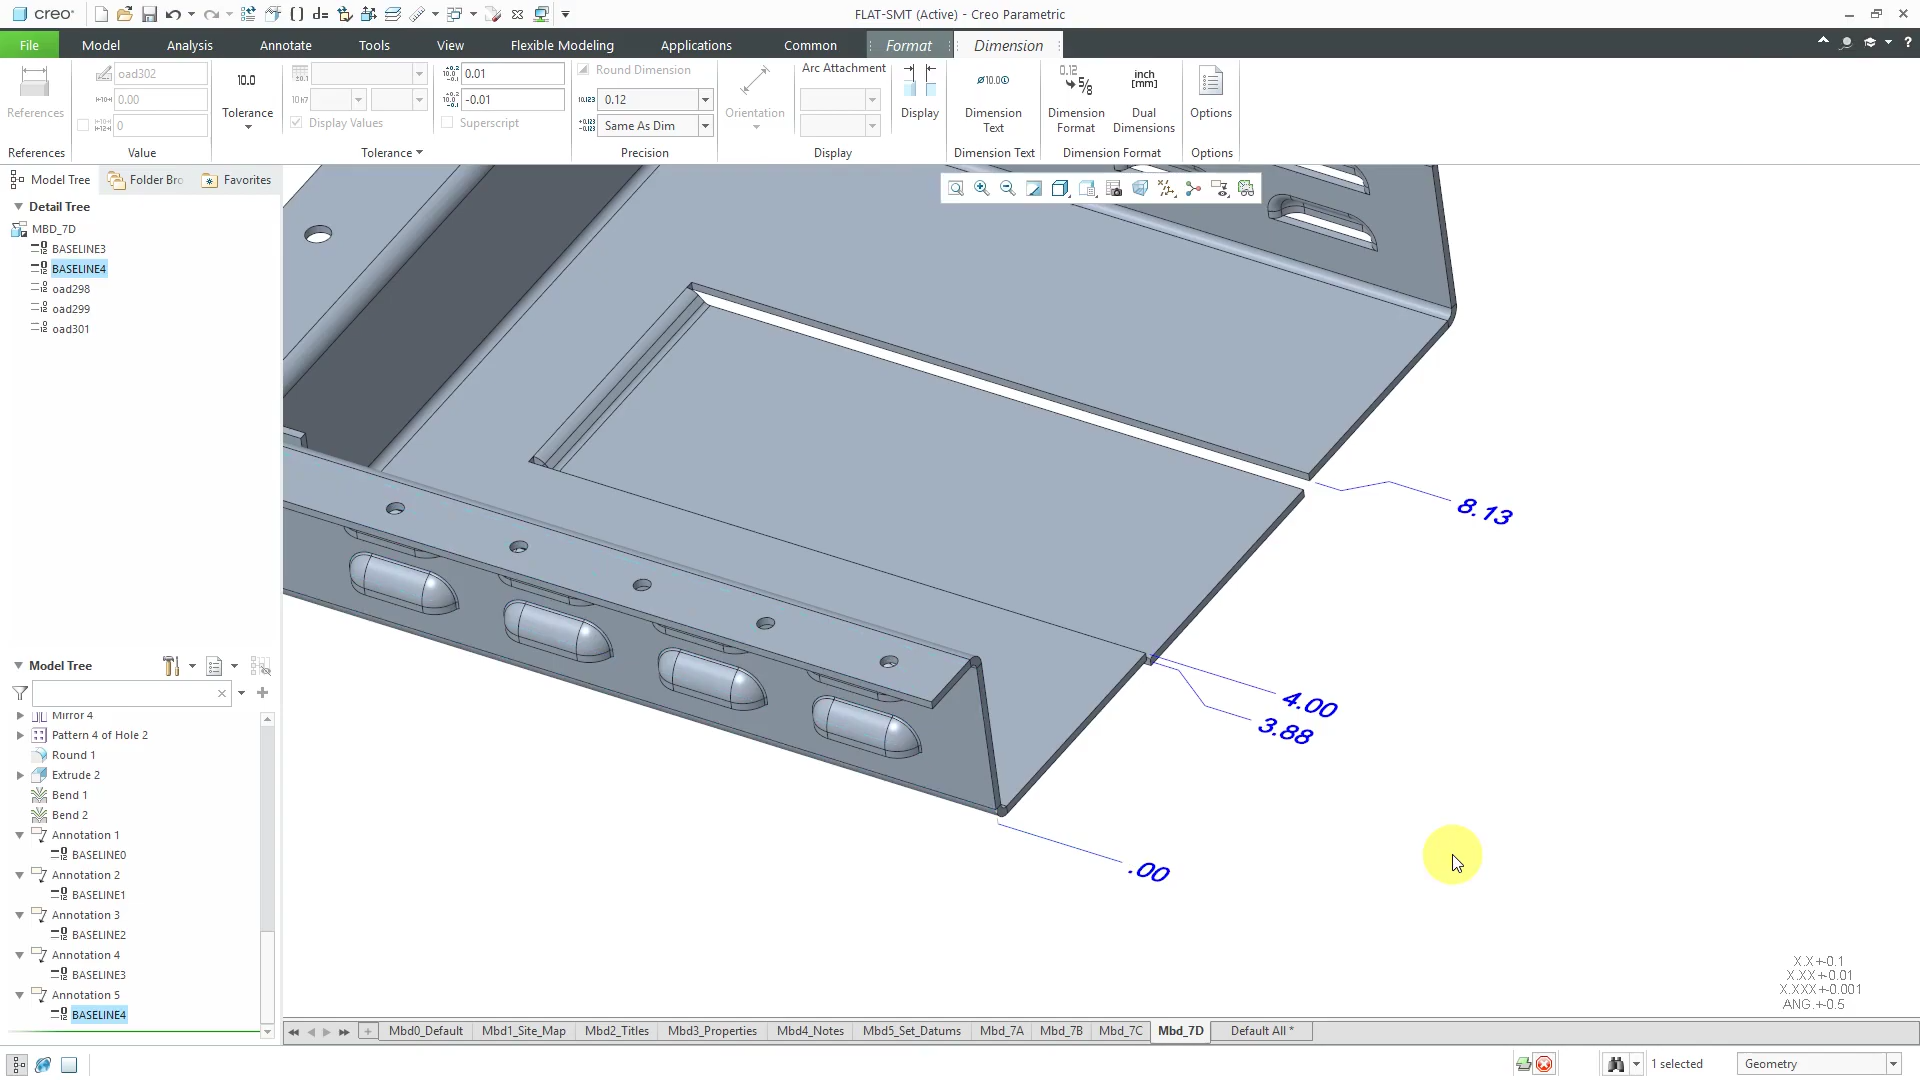 creo
d=
FLAT-SMT (Active) - Creo Parametric
File
Model
Analysis
Annotate
Tools
View
Flexible Modeling
Applications
Common
Format
Dimension
References
References
oad302
0.00
0
Value
10.0
Tolerance
Display Values
0.01
-0.01
Superscript
Tolerance
Round Dimension
0.12
Same As Dim
Precision
Orientation
Arc Attachment
Display
Display
Dimension
Text
Dimension Text
Dimension
Format
inch
[mm]
Dual
Dimensions
Dimension Format
Options
Options
Model Tree
Folder Bro
Favorites
Detail Tree
MBD_7D
BASELINE3
BASELINE4
oad298
oad299
oad301
Model Tree
Mirror 4
Pattern 4 of Hole 2
Round 1
Extrude 2
Bend 1
Bend 2
Annotation 1
BASELINE0
Annotation 2
BASELINE1
Annotation 3
BASELINE2
Annotation 4
BASELINE3
Annotation 5
BASELINE4
8.13
4.00
3.88
.00
X.X+-0.1
X.XX+-0.01
X.XXX+-0.001
ANG.+-0.5
Mbd0_Default
Mbd1_Site_Map
Mbd2_Titles
Mbd3_Properties
Mbd4_Notes
Mbd5_Set_Datums
Mbd_7A
Mbd_7B
Mbd_7C
Mbd_7D
Default All *
1 selected
Geometry